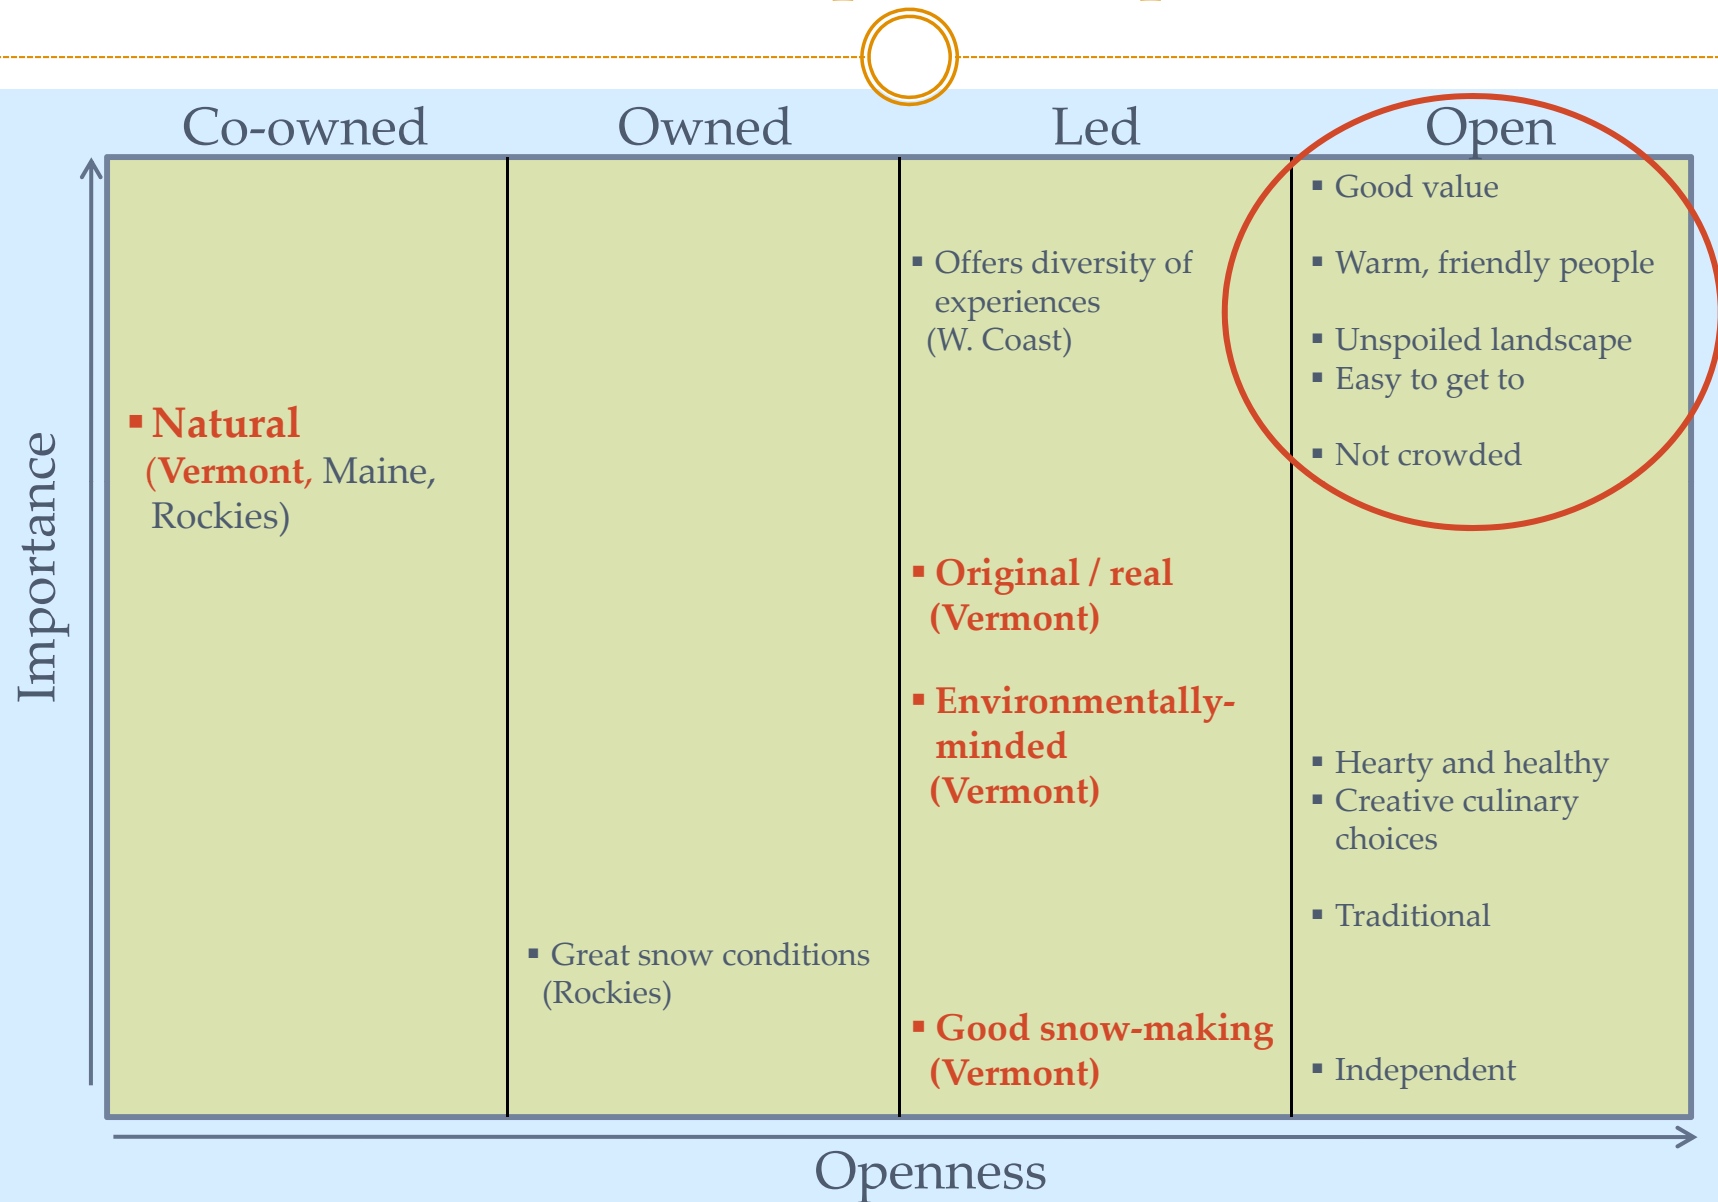 Co-owned
Owned
Led
Open
Importance
▪ Natural
(Vermont, Maine,
Rockies)
▪ Great snow conditions
(Rockies)
▪ Offers diversity of
experiences
(W. Coast)
▪ Original / real
(Vermont)
▪ Environmentally-
minded
(Vermont)
▪ Good snow-making
(Vermont)
▪ Good value
▪ Warm, friendly people
▪ Unspoiled landscape
▪ Easy to get to
▪ Not crowded
▪ Hearty and healthy
▪ Creative culinary
choices
▪ Traditional
▪ Independent
Openness